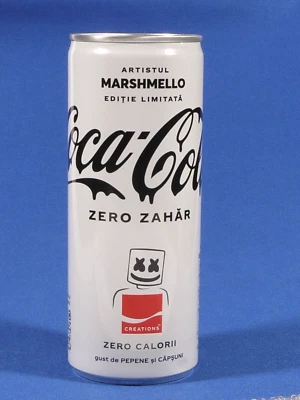 ARTISTUL
MARSHMELLO
EDIȚIE LIMITATĂ
Coca-Cola
ZERO ZAHĂR
CREATIONS
ZERO CALORII
gust de PEPENE și CĂPȘUNI